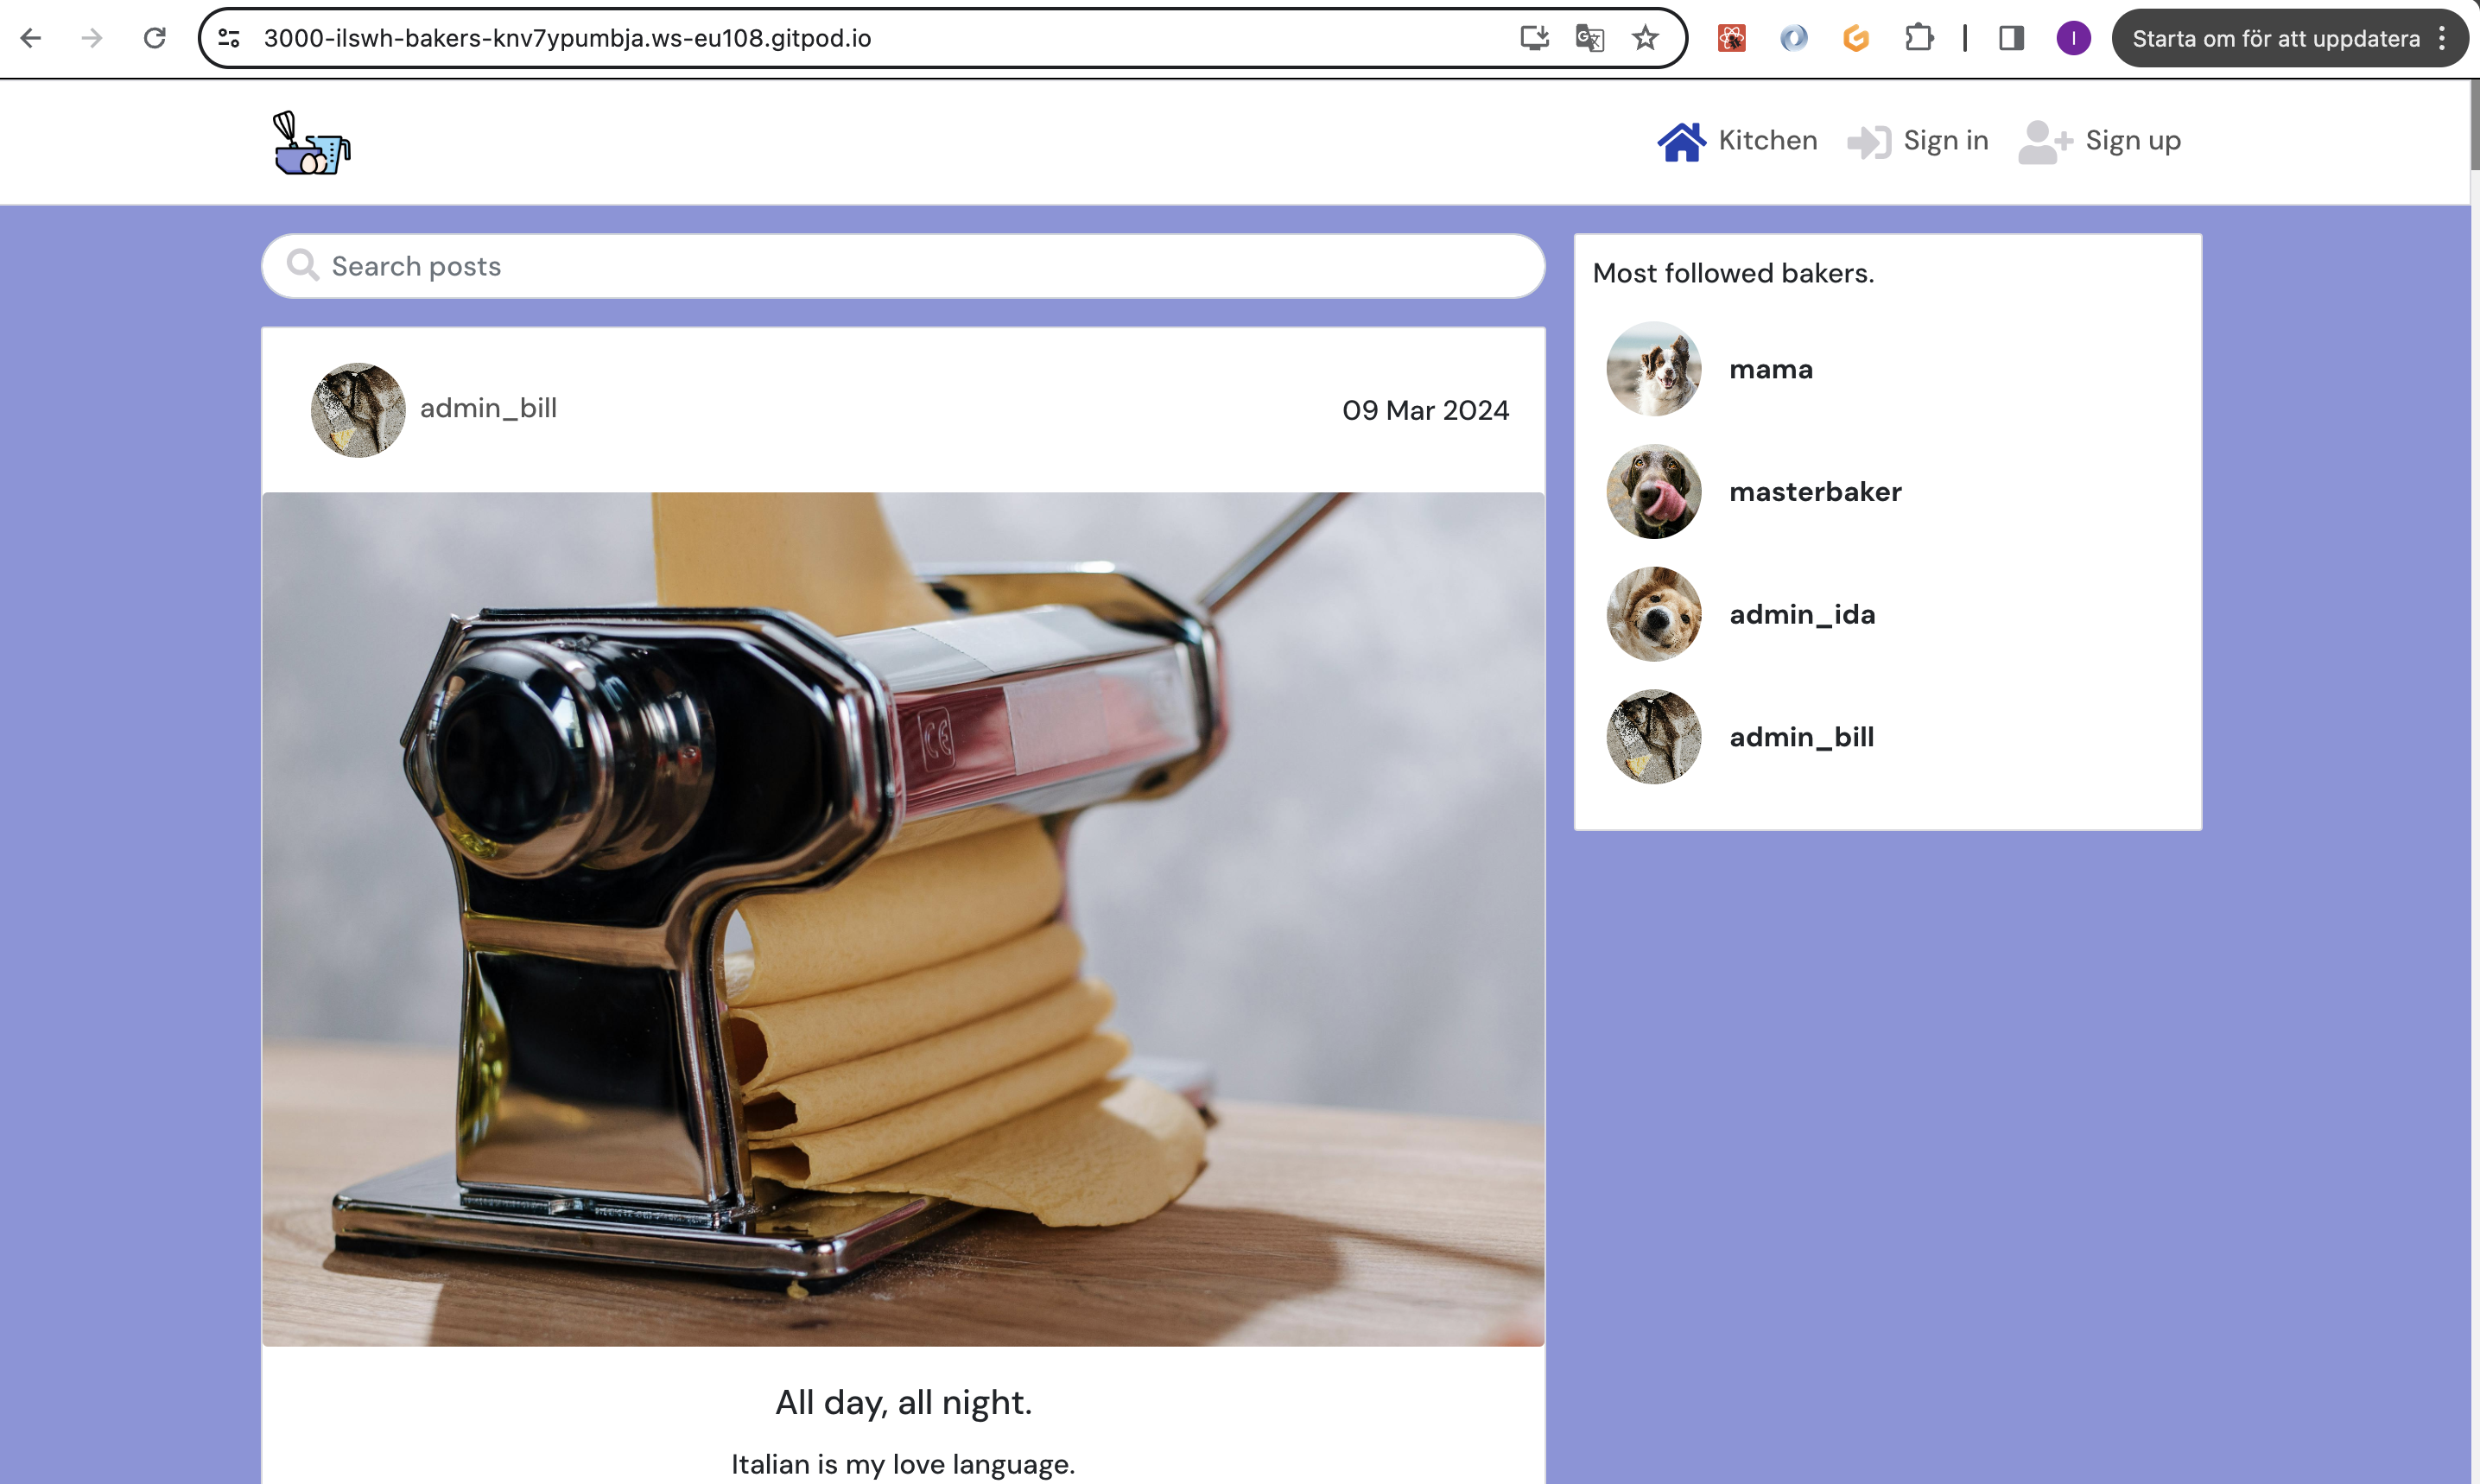 3000-ilswh-bakers-knv7ypumbja.ws-eu108.gitpod.io
I
Starta om för att uppdatera
Kitchen
Sign in
Sign up
Search posts
admin_bill
09 Mar 2024
CE
All day, all night.
Italian is my love language.
Most followed bakers.
mama
masterbaker
admin_ida
admin_bill